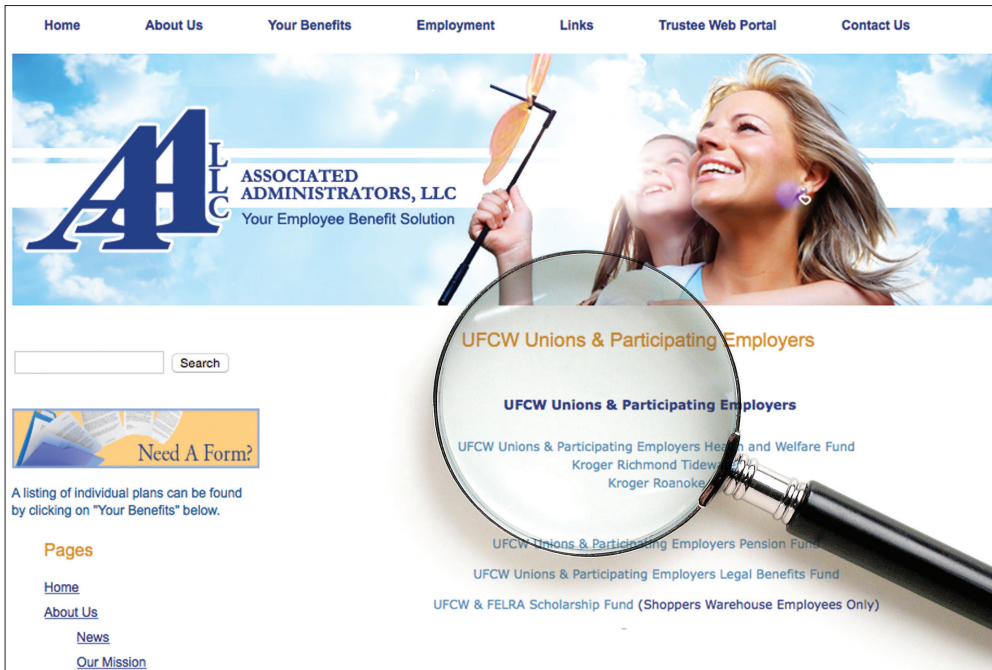 Home About Us Your Benefits Employment Links Trustee Web Portal Contact Us
AA LLC
ASSOCIATED
ADMINISTRATORS, LLC
Your Employee Benefit Solution
Search
Need A Form?
A listing of individual plans can be found
by clicking on "Your Benefits" below.
Pages
Home
About Us
News
Our Mission
UFCW Unions & Participating Employers
UFCW Unions & Participating Employers
UFCW Unions & Participating Employers Health and Welfare Fund
Kroger Richmond
Kroger Roanoke
UFCW Unions & Participating Employers Pension Fund
UFCW Unions & Participating Employers Legal Benefits Fund
UFCW & FELRA Scholarship Fund (Shoppers Warehouse Employees Only)